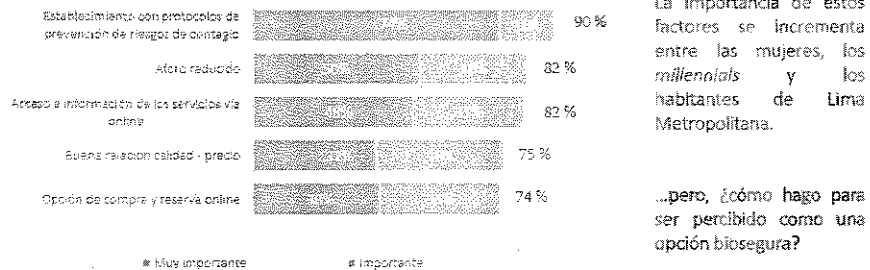 Establecimiento con protocolos de
prevención de riesgos de contagio
90 %
Aforo reducido
82 %
Acceso a información de los servicios vía
online
82 %
Buena relación calidad - precio
75 %
Opción de compra y reserva online
74 %
Muy importante
Importante
La importancia de estos
factores se incrementa
entre las mujeres, los
millennials y los
habitantes de Lima
Metropolitana.
...pero, ¿cómo hago para
ser percibido como una
opción biosegura?